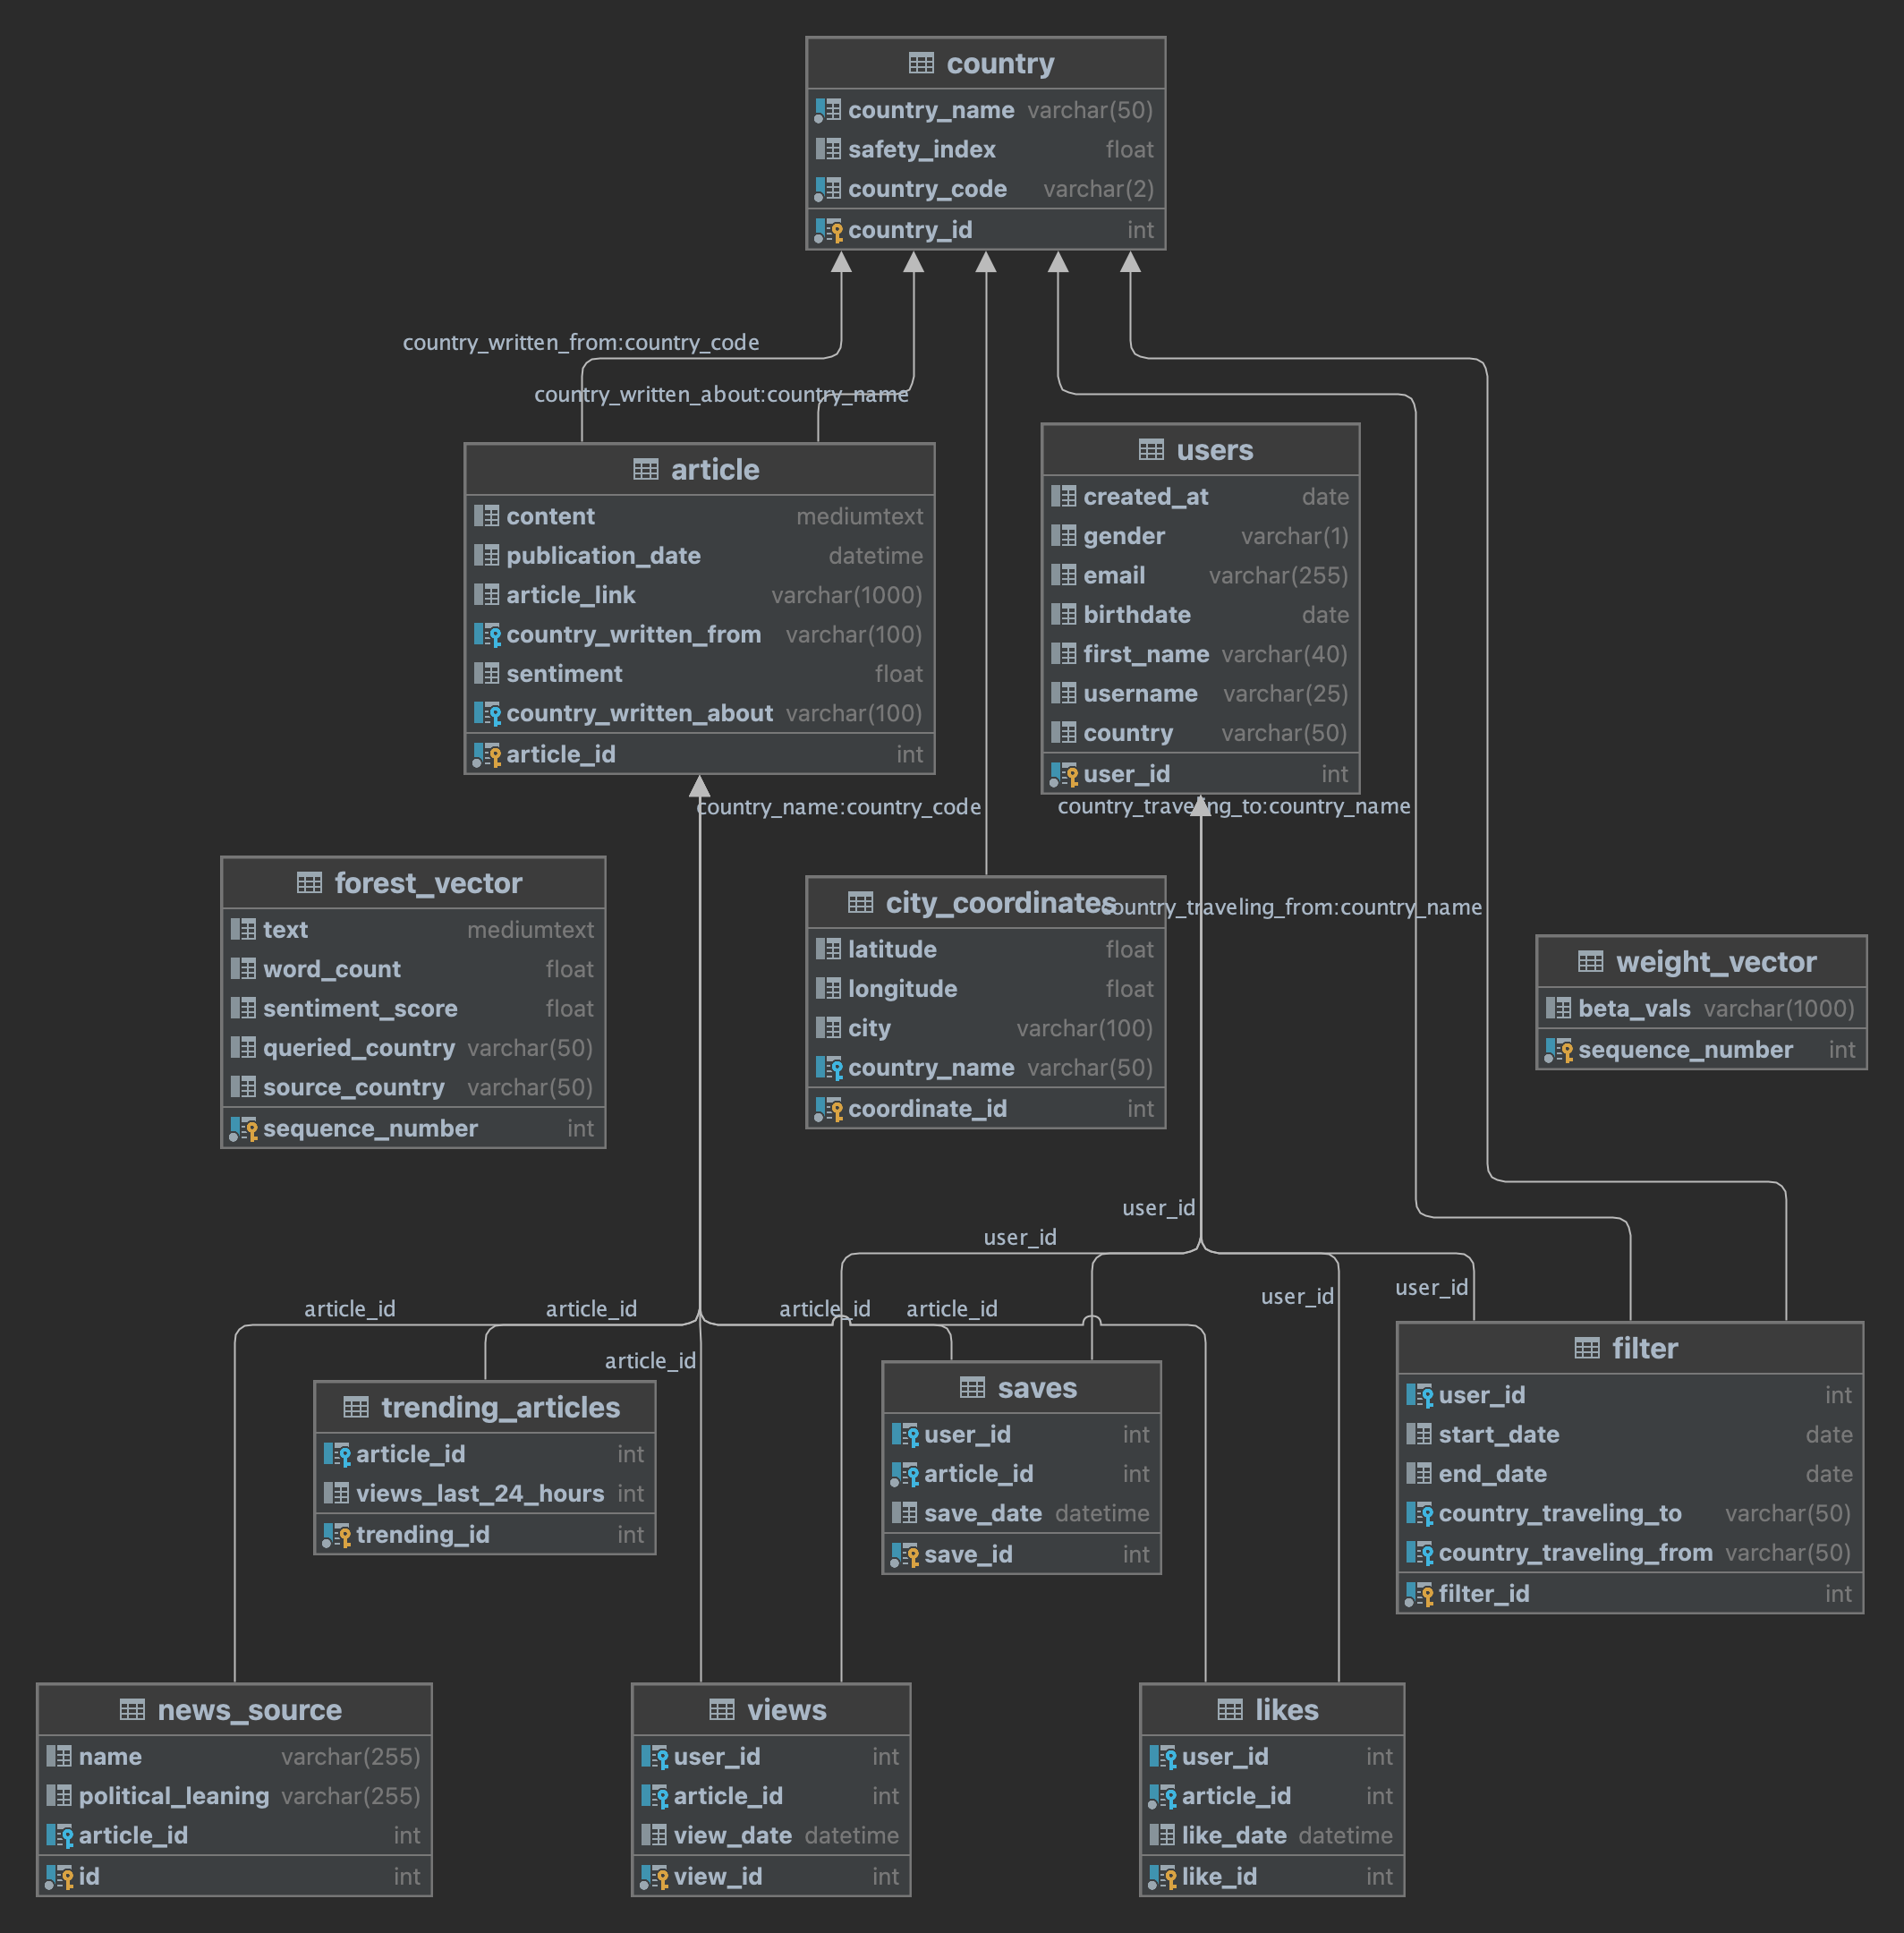 country
country_name varchar(50)
safety_index float
country_code varchar(2)
country_id int
country_written_from:country_code
country_written_about:country_name
article
content mediumtext
publication_date datetime
article_link varchar(1000)
country_written_from varchar(100)
sentiment float
country_written_about varchar(100)
article_id int
users
created_at date
gender varchar(1)
email varchar(255)
birthdate date
first_name varchar(40)
username varchar(25)
country varchar(50)
user_id int
country_name:country_code
country_traveling_to:country_name
country_traveling_from:country_name
forest_vector
text mediumtext
word_count float
sentiment_score float
queried_country varchar(50)
source_country varchar(50)
sequence_number int
city_coordinates
latitude float
longitude float
city varchar(100)
country_name varchar(50)
coordinate_id int
weight_vector
beta_vals varchar(1000)
sequence_number int
user_id
user_id
user_id
user_id
article_id
article_id
article_id
article_id
article_id
trending_articles
article_id int
views_last_24_hours int
trending_id int
saves
user_id int
article_id int
save_date datetime
save_id int
filter
user_id int
start_date date
end_date date
country_traveling_to varchar(50)
country_traveling_from varchar(50)
filter_id int
news_source
name varchar(255)
political_leaning varchar(255)
article_id int
id int
views
user_id int
article_id int
view_date datetime
view_id int
likes
user_id int
article_id int
like_date datetime
like_id int